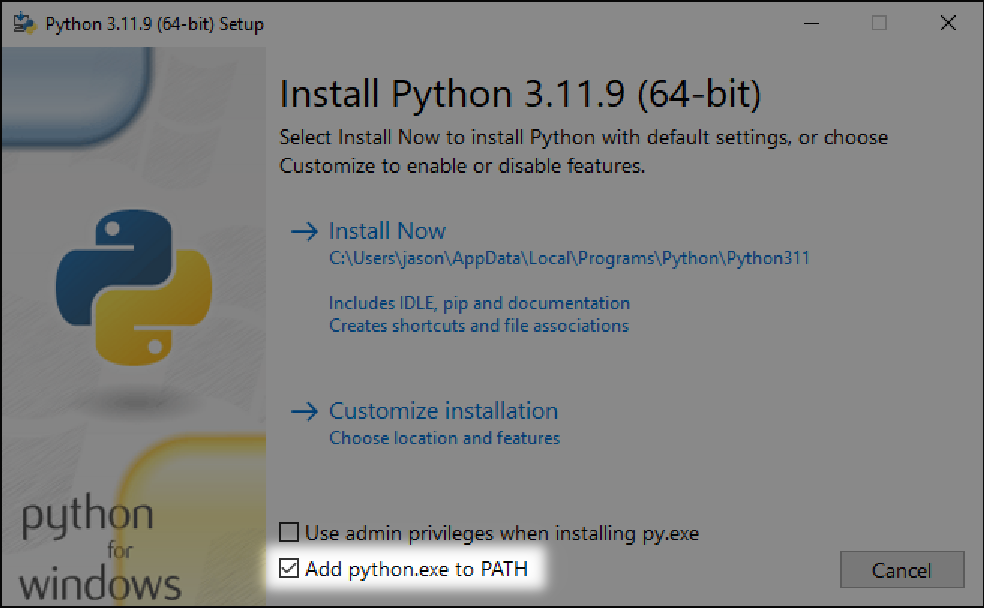 Python 3.11.9 (64-bit) Setup
Install Python 3.11.9 (64-bit)
Select Install Now to install Python with default settings, or choose
Customize to enable or disable features.
Install Now
C:\Users\jason\AppData\Local\Programs\Python\Python311
Includes IDLE, pip and documentation
Creates shortcuts and file associations
Customize installation
Choose location and features
Use admin privileges when installing py.exe
Add python.exe to PATH
Cancel
python
for
windows